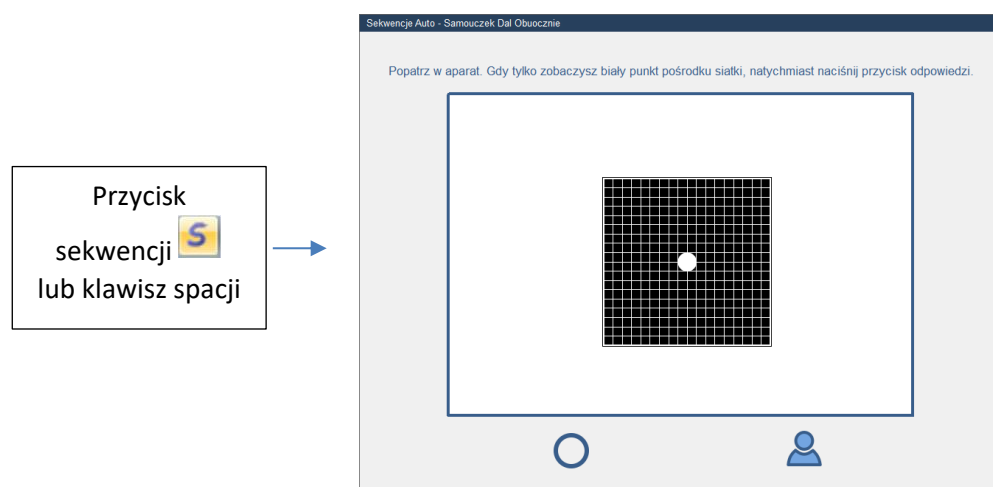 Sekwencje Auto - Samouczek Dal Obuocznie
Popatrz w aparat. Gdy tylko zobaczysz biały punkt pośrodku siatki, natychmiast naciśnij przycisk odpowiedzi.
Przycisk
sekwencji S
lub klawisz spacji